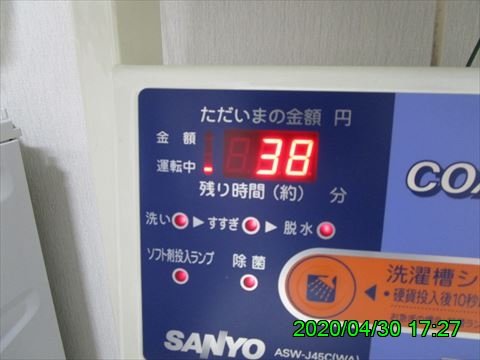 ただいまの金額 円
金 額
運転中
38
残り時間(約) 分
洗い ▶ すすぎ ▶ 脱水
ソフト剤投入ランプ 除菌
洗濯槽シ
・硬貨投入後10秒
SANYO ASW-J45C(WA)
2020/04/30 17:27